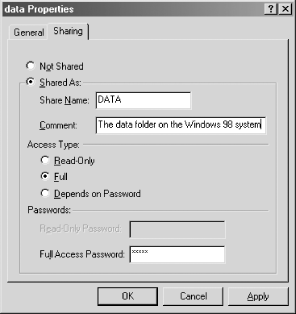 data Properties
General Sharing
Not Shared
Shared As:
Share Name: DATA
Comment: The data folder on the Windows 98 system
Access Type:
Read-Only
Full
Depends on Password
Passwords:
Read-Only Password:
Full Access Password: xxxxx
OK Cancel Apply